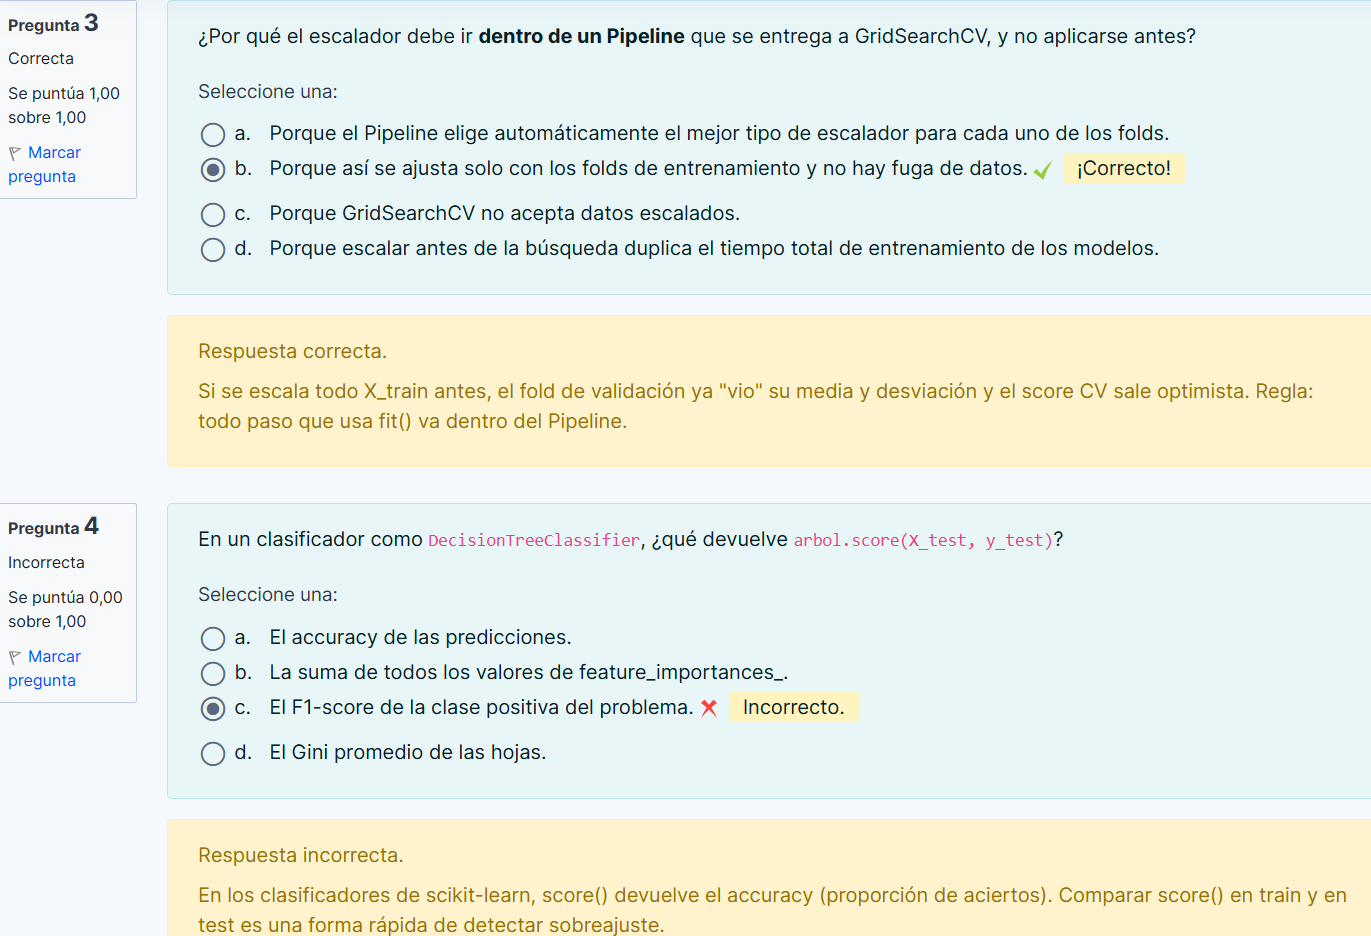 Pregunta 3
Correcta
Se puntúa 1,00
sobre 1,00
Marcar
pregunta
¿Por qué el escalador debe ir dentro de un Pipeline que se entrega a GridSearchCV, y no aplicarse antes?
Seleccione una:
a. Porque el Pipeline elige automáticamente el mejor tipo de escalador para cada uno de los folds.
b. Porque así se ajusta solo con los folds de entrenamiento y no hay fuga de datos. ¡Correcto!
c. Porque GridSearchCV no acepta datos escalados.
d. Porque escalar antes de la búsqueda duplica el tiempo total de entrenamiento de los modelos.
Respuesta correcta.
Si se escala todo X_train antes, el fold de validación ya "vio" su media y desviación y el score CV sale optimista. Regla:
todo paso que usa fit() va dentro del Pipeline.
Pregunta 4
Incorrecta
Se puntúa 0,00
sobre 1,00
Marcar
pregunta
En un clasificador como DecisionTreeClassifier, ¿qué devuelve arbol.score(X_test, y_test)?
Seleccione una:
a. El accuracy de las predicciones.
b. La suma de todos los valores de feature_importances_.
c. El F1-score de la clase positiva del problema. Incorrecto.
d. El Gini promedio de las hojas.
Respuesta incorrecta.
En los clasificadores de scikit-learn, score() devuelve el accuracy (proporción de aciertos). Comparar score() en train y en
test es una forma rápida de detectar sobreajuste.